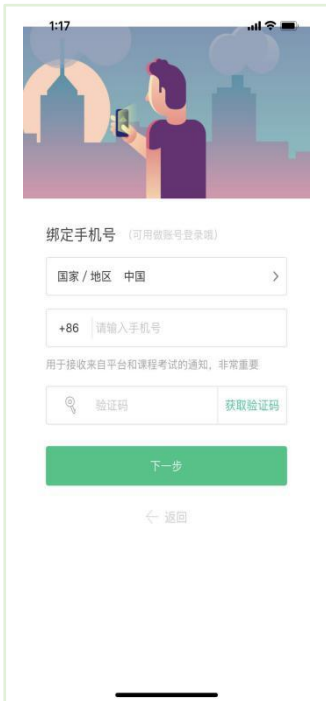 1:17
绑定手机号 (可用做账号登录哦)
国家 / 地区 中国
+86 请输入手机号
用于接收来自平台和课程考试的通知，非常重要
验证码 获取验证码
下一步
← 返回